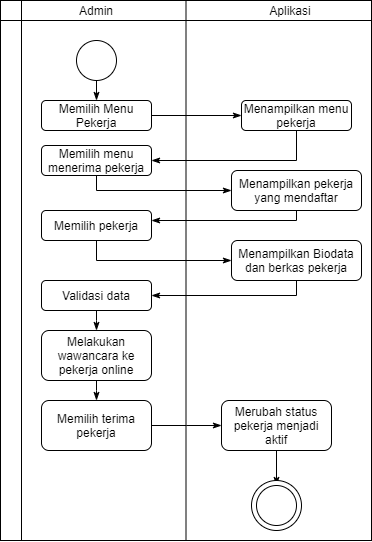 Admin
Aplikasi
Memilih Menu
Pekerja
Menampilkan menu
pekerja
Memilih menu
menerima pekerja
Menampilkan pekerja
yang mendaftar
Memilih pekerja
Menampilkan Biodata
dan berkas pekerja
Validasi data
Melakukan
wawancara ke
pekerja online
Memilih terima
pekerja
Merubah status
pekerja menjadi
aktif